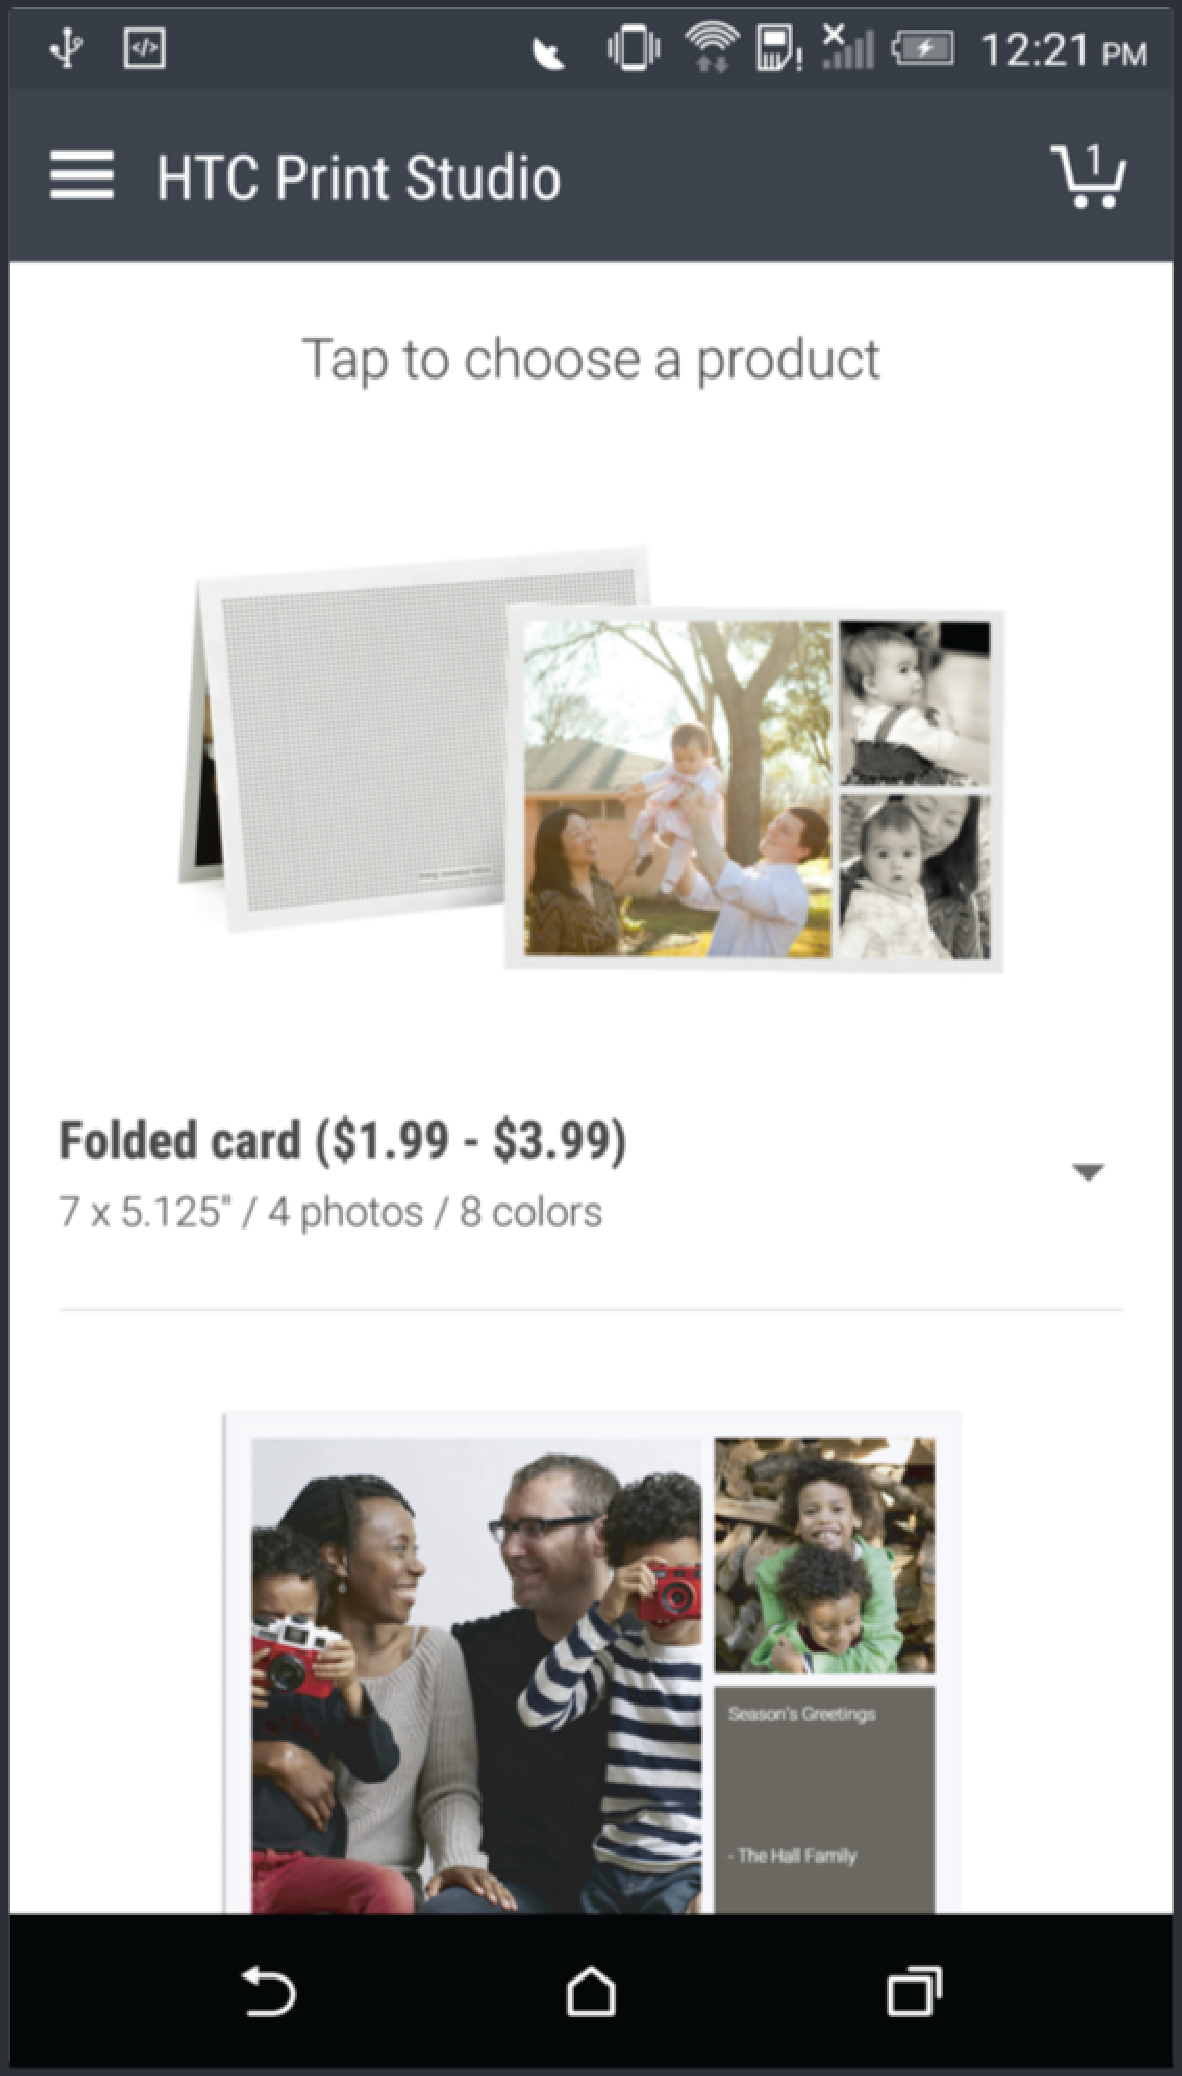 12:21 PM
HTC Print Studio
1
Tap to choose a product
Folded card ($1.99 - $3.99)
7 x 5.125" / 4 photos / 8 colors
Season's Greetings
- The Hall Family